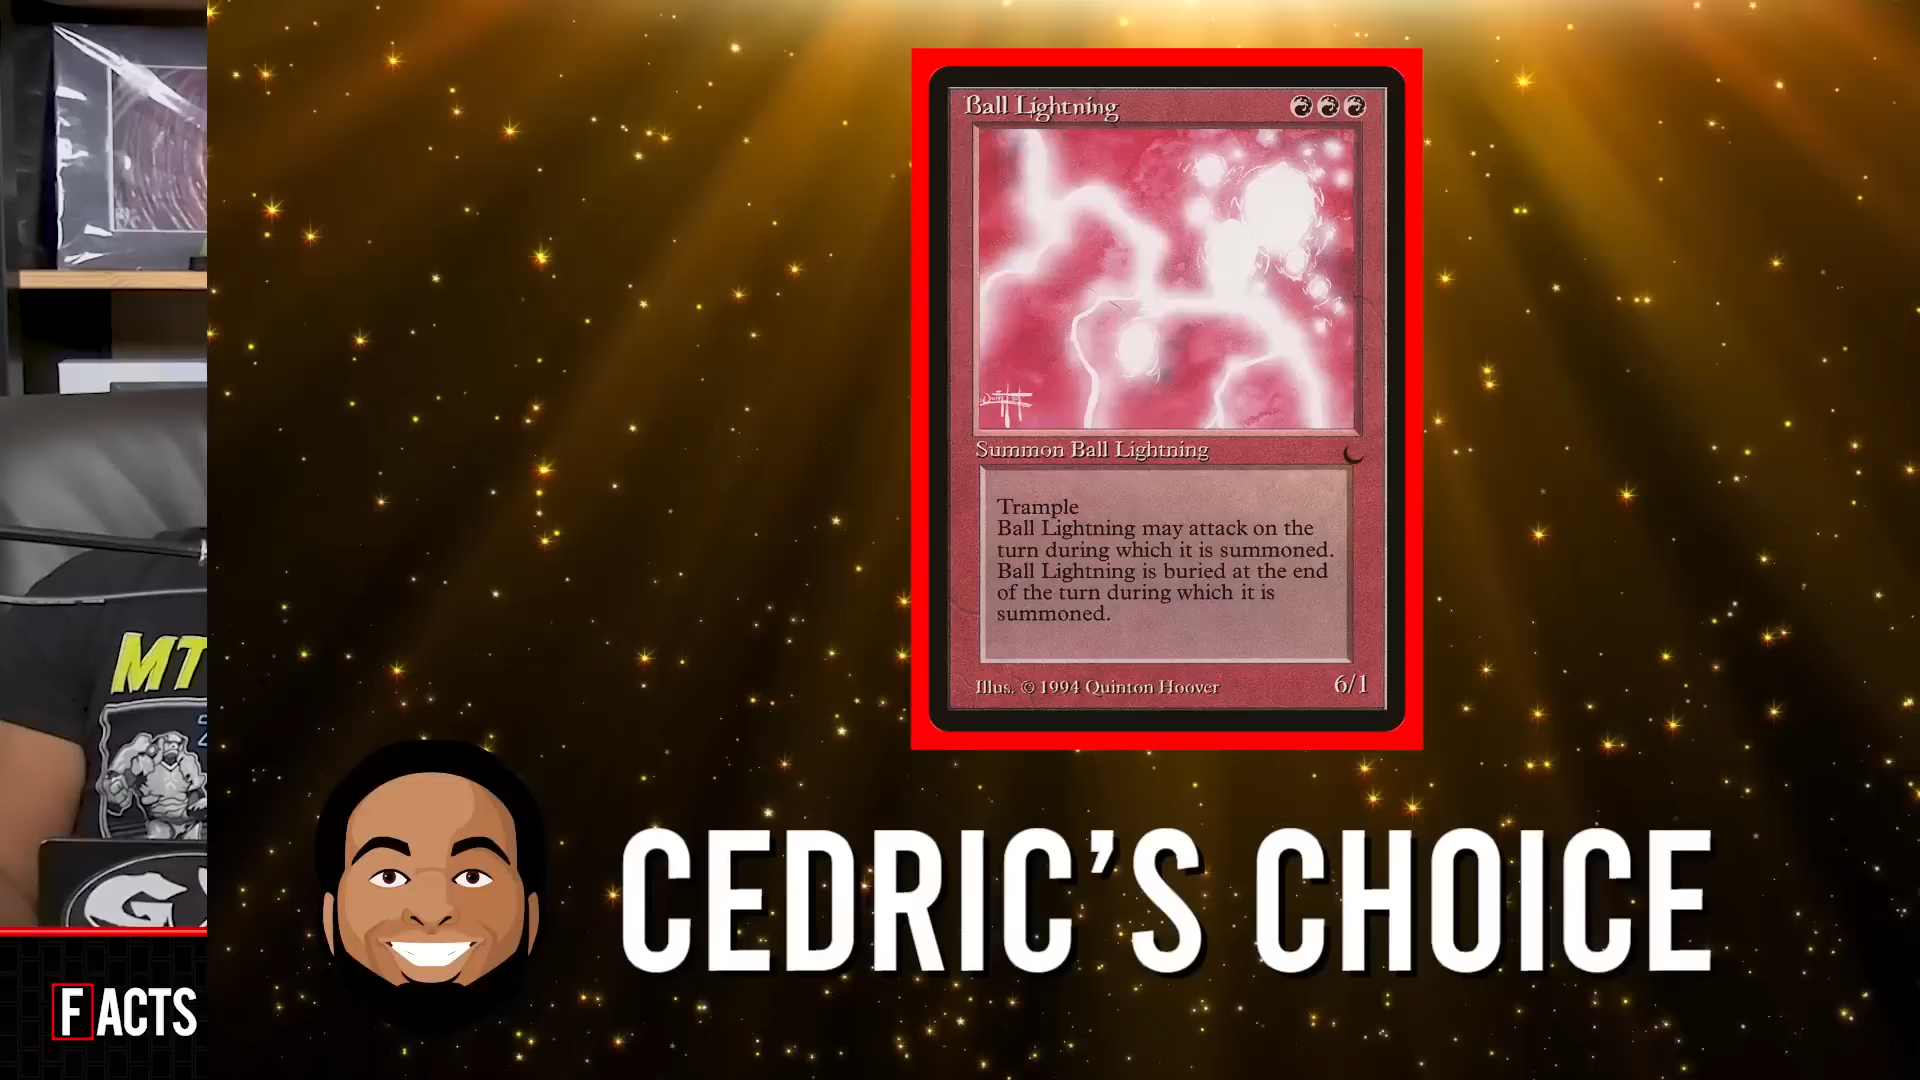 Ball Lightning
Summon Ball Lightning
Trample
Ball Lightning may attack on the
turn during which it is summoned.
Ball Lightning is buried at the end
of the turn during which it is
summoned.
Illus. © 1994 Quinton Hoover
6/1
MT
CEDRIC'S CHOICE
FACTS